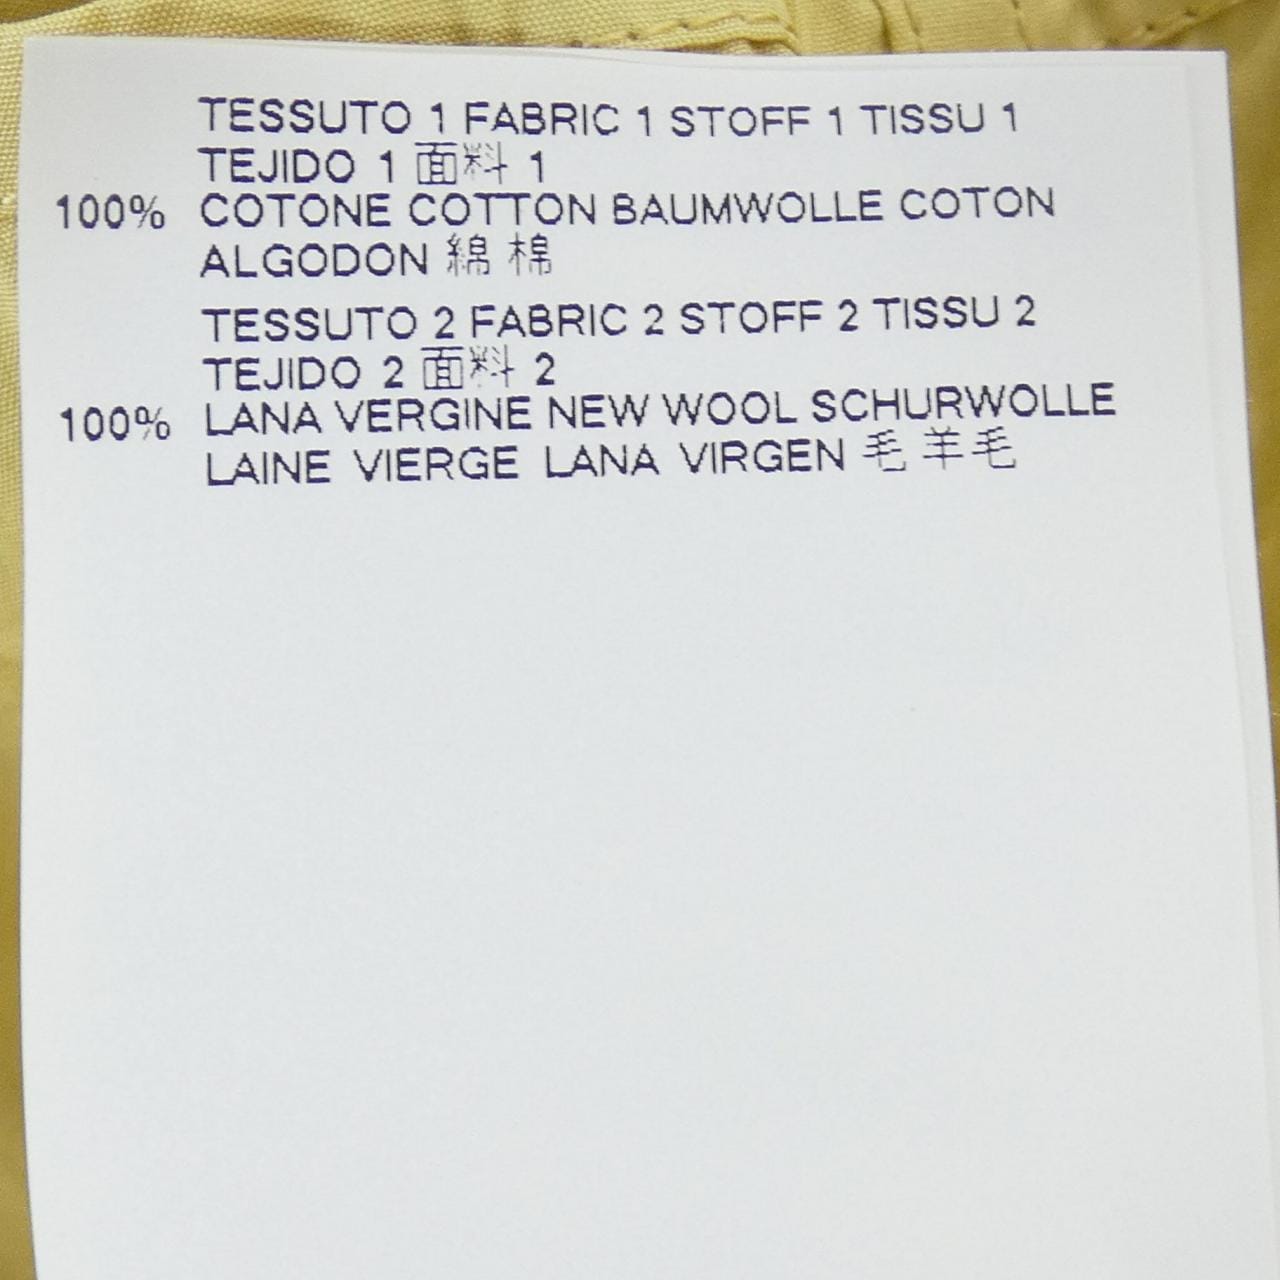 TESSUTO 1 FABRIC 1 STOFF 1 TISSU 1
TEJIDO 1 面料 1
100% COTONE COTTON BAUMWOLLE COTON
ALGODON 綿 棉
TESSUTO 2 FABRIC 2 STOFF 2 TISSU 2
TEJIDO 2 面料 2
100% LANA VERGINE NEW WOOL SCHURWOLLE
LAINE VIERGE LANA VIRGEN 毛 羊毛